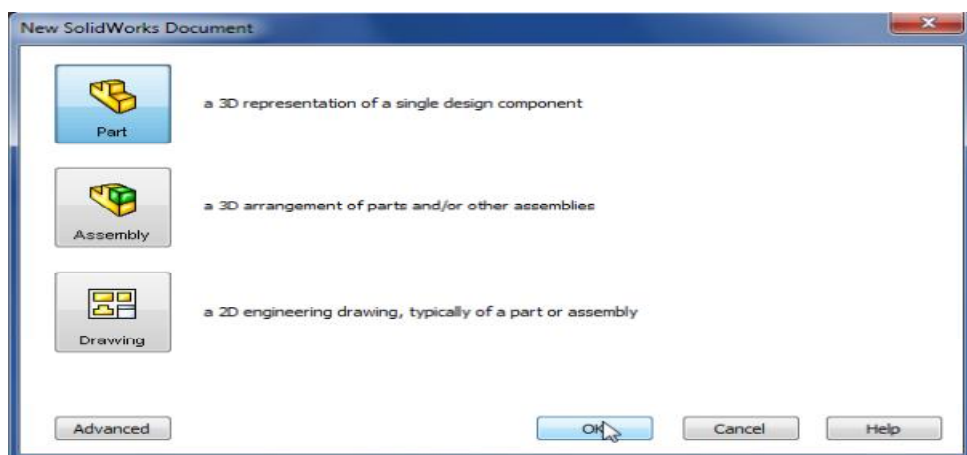 New SolidWorks Document
Part
a 3D representation of a single design component
Assembly
a 3D arrangement of parts and/or other assemblies
Drawing
a 2D engineering drawing, typically of a part or assembly
Advanced
OK
Cancel
Help